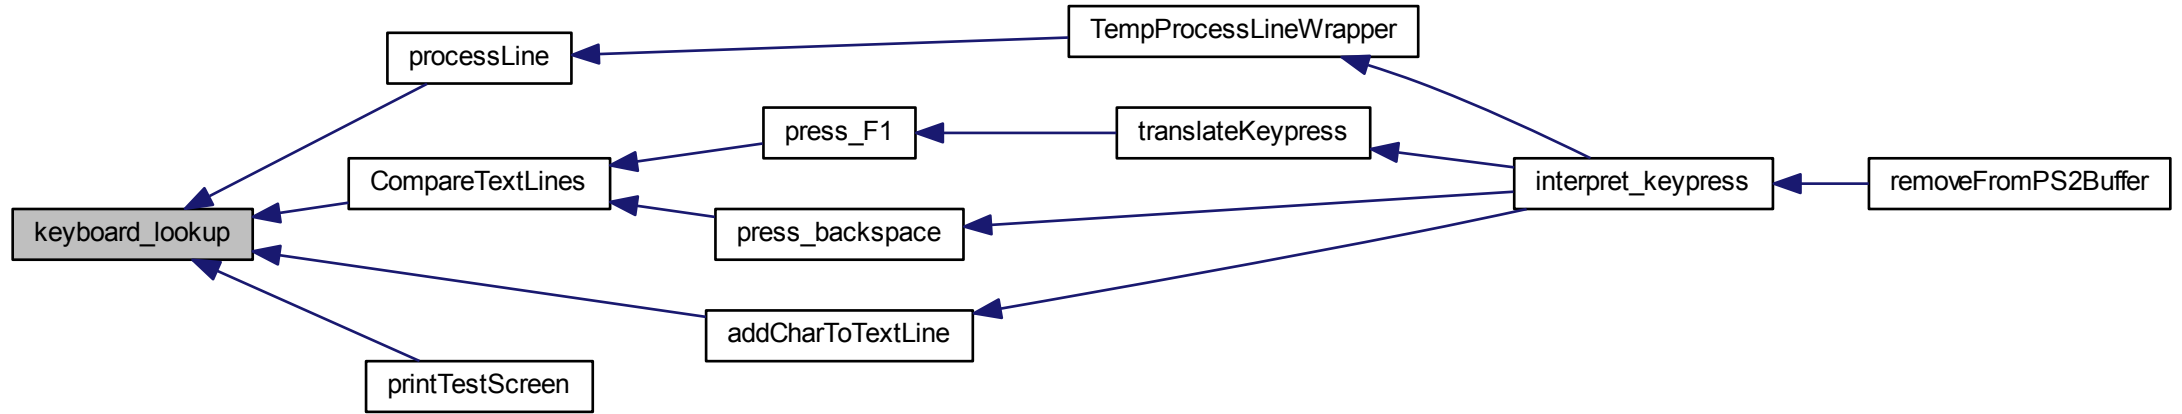 TempProcessLineWrapper
processLine
press_F1
translateKeypress
CompareTextLines
interpret_keypress
removeFromPS2Buffer
keyboard_lookup
press_backspace
addCharToTextLine
printTestScreen